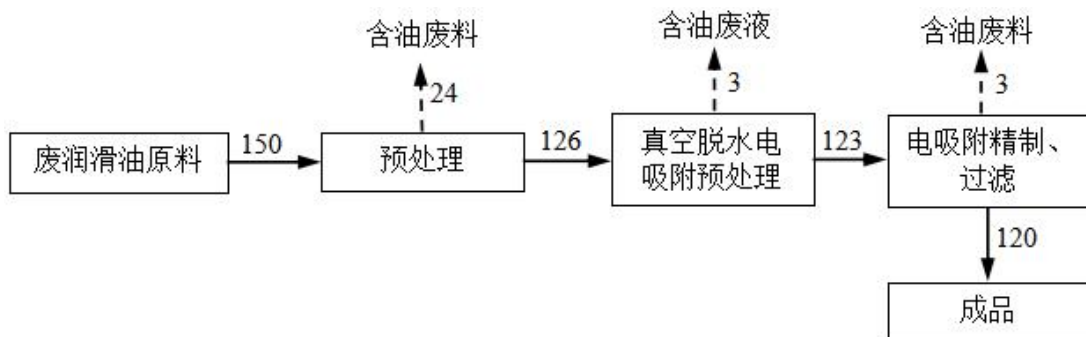 含油废料
含油废液
含油废料
24
3
3
废润滑油原料
150
预处理
126
真空脱水电
吸附预处理
123
电吸附精制、
过滤
120
成品